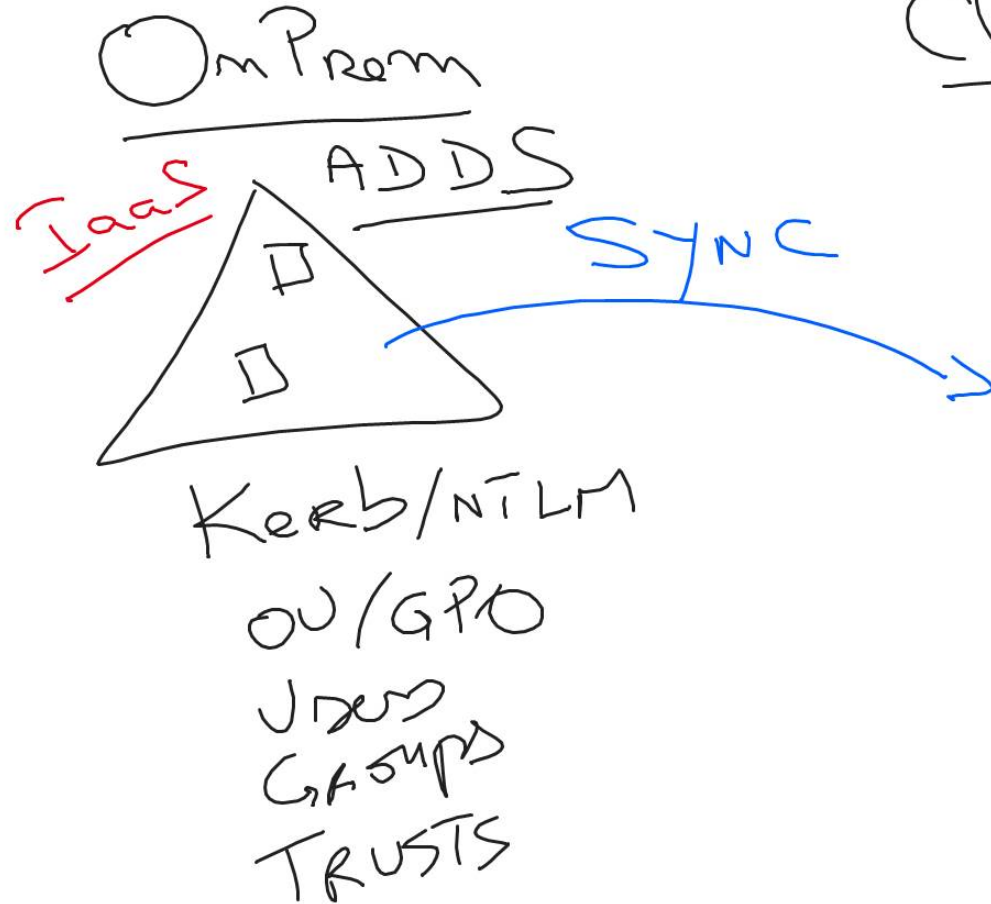 OnPrem
ADDS
IaaS
SYNC
Kerb/NTLM
OU/GPO
Users
Groups
TRUSTS